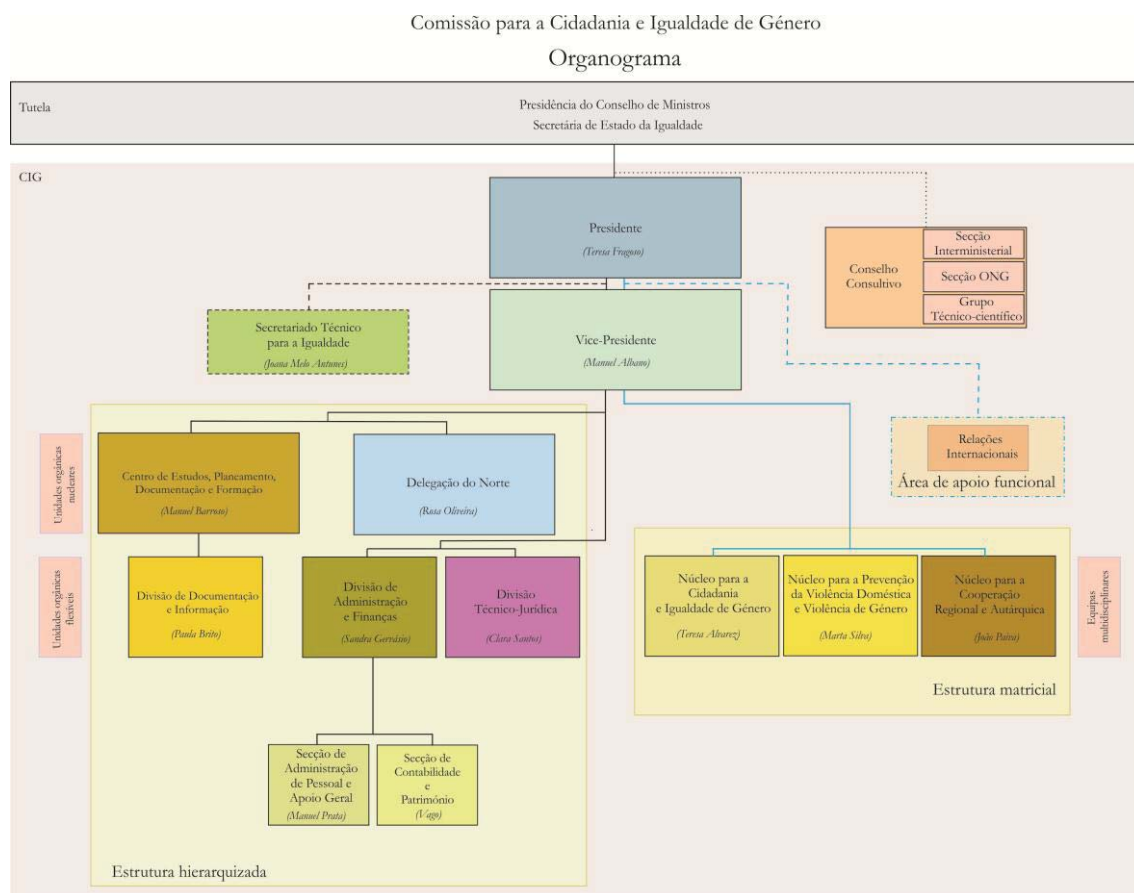 Comissão para a Cidadania e Igualdade de Género
Organograma
Tutela
Presidência do Conselho de Ministros
Secretária de Estado da Igualdade
CIG
Presidente
(Teresa Fragoso)
Conselho
Consultivo
Secção
Interministerial
Secção ONG
Grupo
Técnico-científico
Secretariado Técnico
para a Igualdade
(Joana Melo Antunes)
Vice-Presidente
(Manuel Albano)
Relações
Internacionais
Área de apoio funcional
Unidades orgânicas
nucleares
Centro de Estudos, Planeamento,
Documentação e Formação
(Manuel Barroso)
Delegação do Norte
(Rosa Oliveira)
Unidades orgânicas
flexíveis
Divisão de Documentação
e Informação
(Paula Brito)
Divisão de
Administração
e Finanças
(Sandra Gervásio)
Divisão
Técnico-Jurídica
(Clara Santos)
Núcleo para a
Cidadania
e Igualdade de Género
(Teresa Alvarez)
Núcleo para a Prevenção
da Violência Doméstica
e Violência de Género
(Marta Silva)
Núcleo para a
Cooperação
Regional e Autárquica
(João Paiva)
Equipas
multidisciplinares
Estrutura matricial
Secção de
Administração
de Pessoal e
Apoio Geral
(Manuel Prata)
Secção de
Contabilidade
e
Património
(Vago)
Estrutura hierarquizada